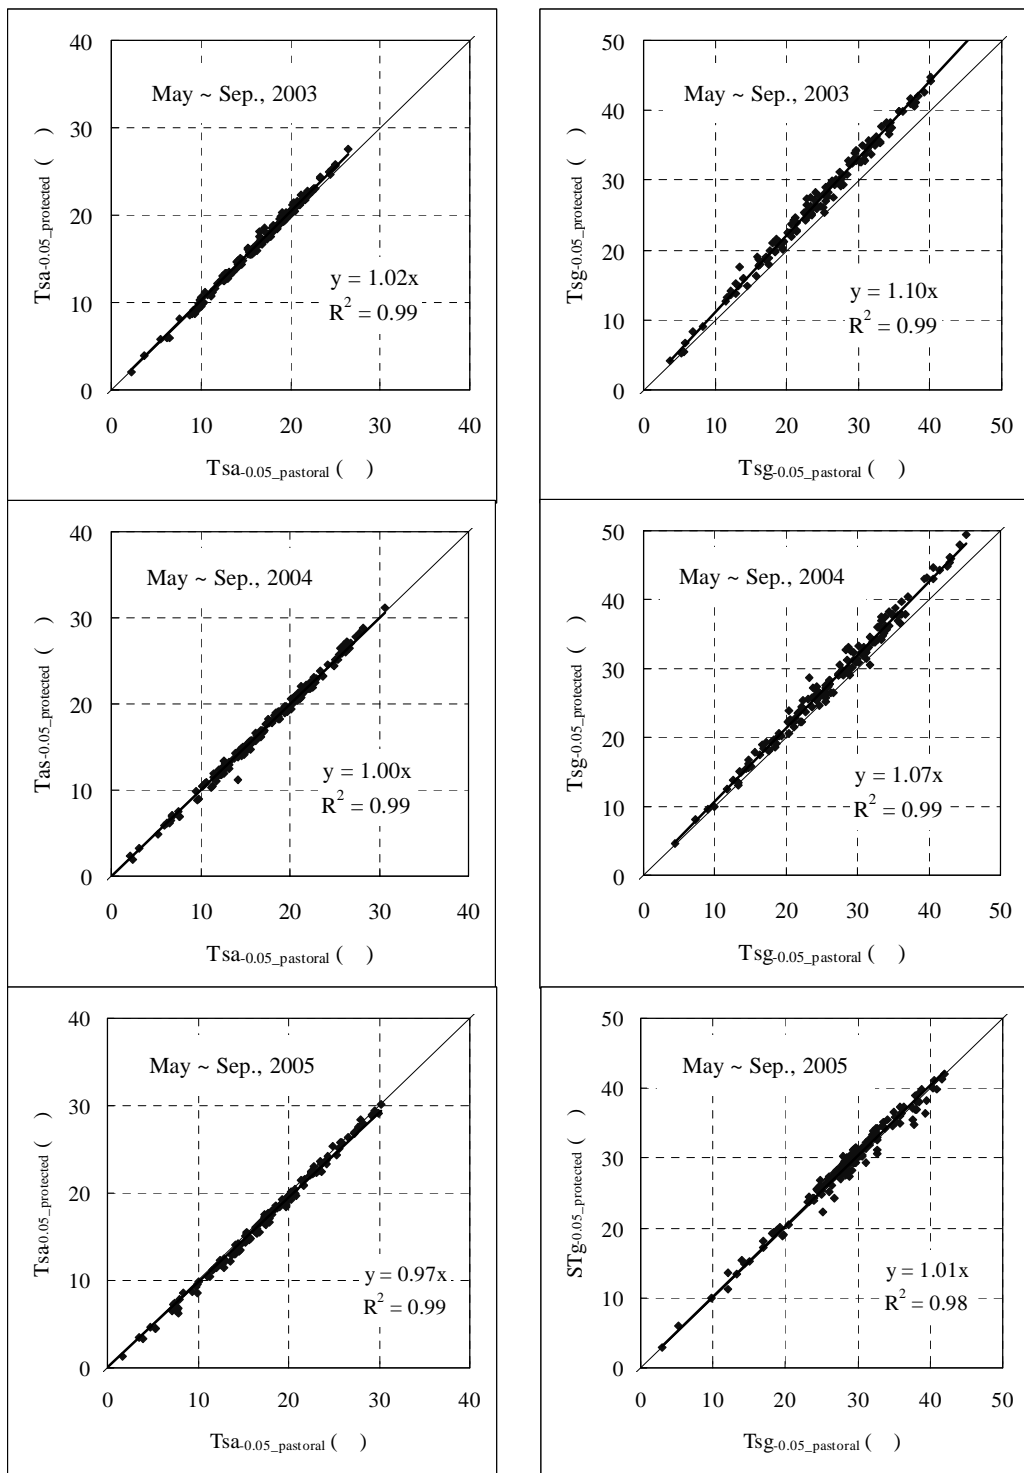 40
30
20
10
0
0 10 20 30 40
May ~ Sep., 2003
y = 1.02x
R² = 0.99
Tsa-0.05_protected ( )
Tsa-0.05_pastoral ( )
50
40
30
20
10
0
0 10 20 30 40 50
May ~ Sep., 2003
y = 1.10x
R² = 0.99
Tsg-0.05_protected ( )
Tsg-0.05_pastoral ( )
40
30
20
10
0
0 10 20 30 40
May ~ Sep., 2004
y = 1.00x
R² = 0.99
Tas-0.05_protected ( )
Tsa-0.05_pastoral ( )
50
40
30
20
10
0
0 10 20 30 40 50
May ~ Sep., 2004
y = 1.07x
R² = 0.99
Tsg-0.05_protected ( )
Tsg-0.05_pastoral ( )
40
30
20
10
0
0 10 20 30 40
May ~ Sep., 2005
y = 0.97x
R² = 0.99
Tsa-0.05_protected ( )
Tsa-0.05_pastoral ( )
50
40
30
20
10
0
0 10 20 30 40 50
May ~ Sep., 2005
y = 1.01x
R² = 0.98
STg-0.05_protected ( )
Tsg-0.05_pastoral ( )